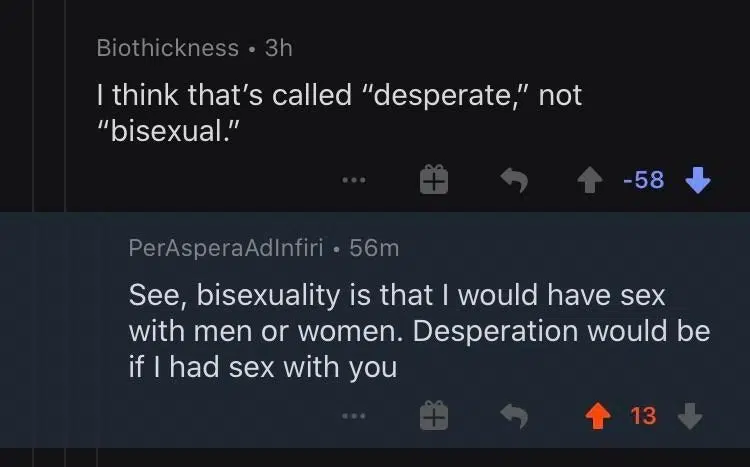 Biothickness • 3h
I think that’s called “desperate,” not
“bisexual.”
-58
PerAsperaAdInfiri • 56m
See, bisexuality is that I would have sex
with men or women. Desperation would be
if I had sex with you
13